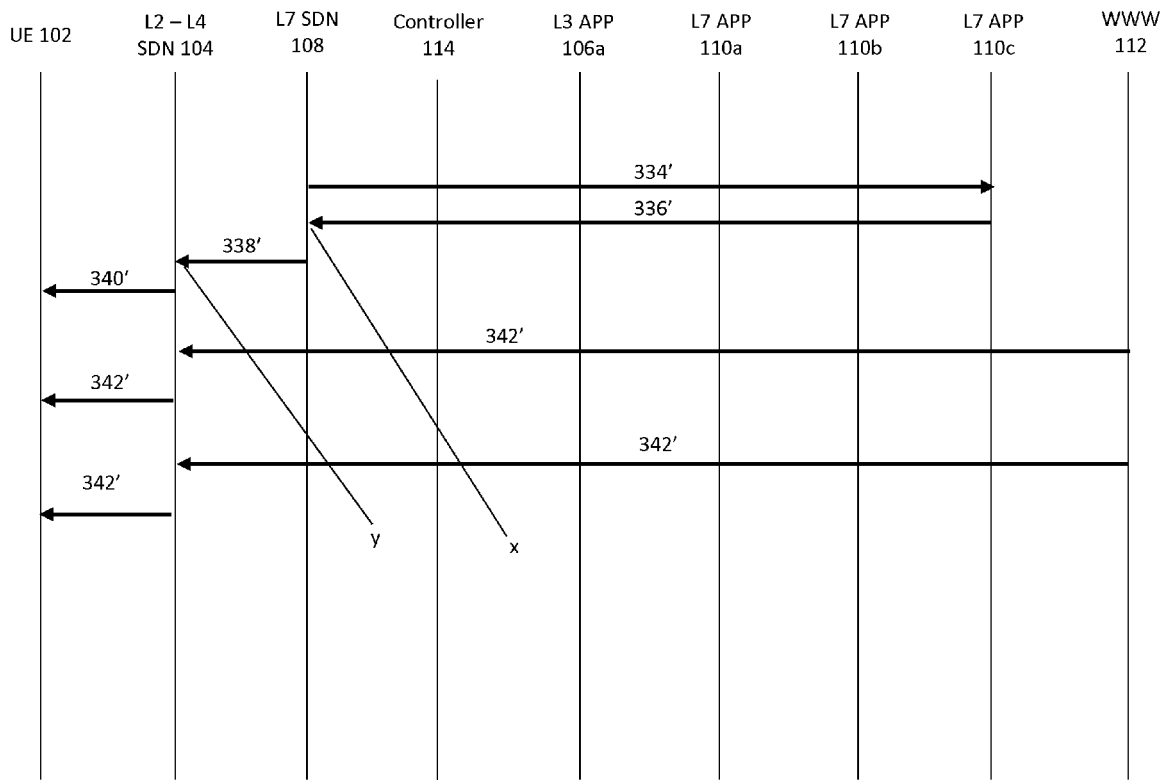 UE 102
L2 – L4
SDN 104
L7 SDN
108
Controller
114
L3 APP
106a
L7 APP
110a
L7 APP
110b
L7 APP
110c
WWW
112
334’
336’
338’
340’
342’
342’
342’
342’
y
x